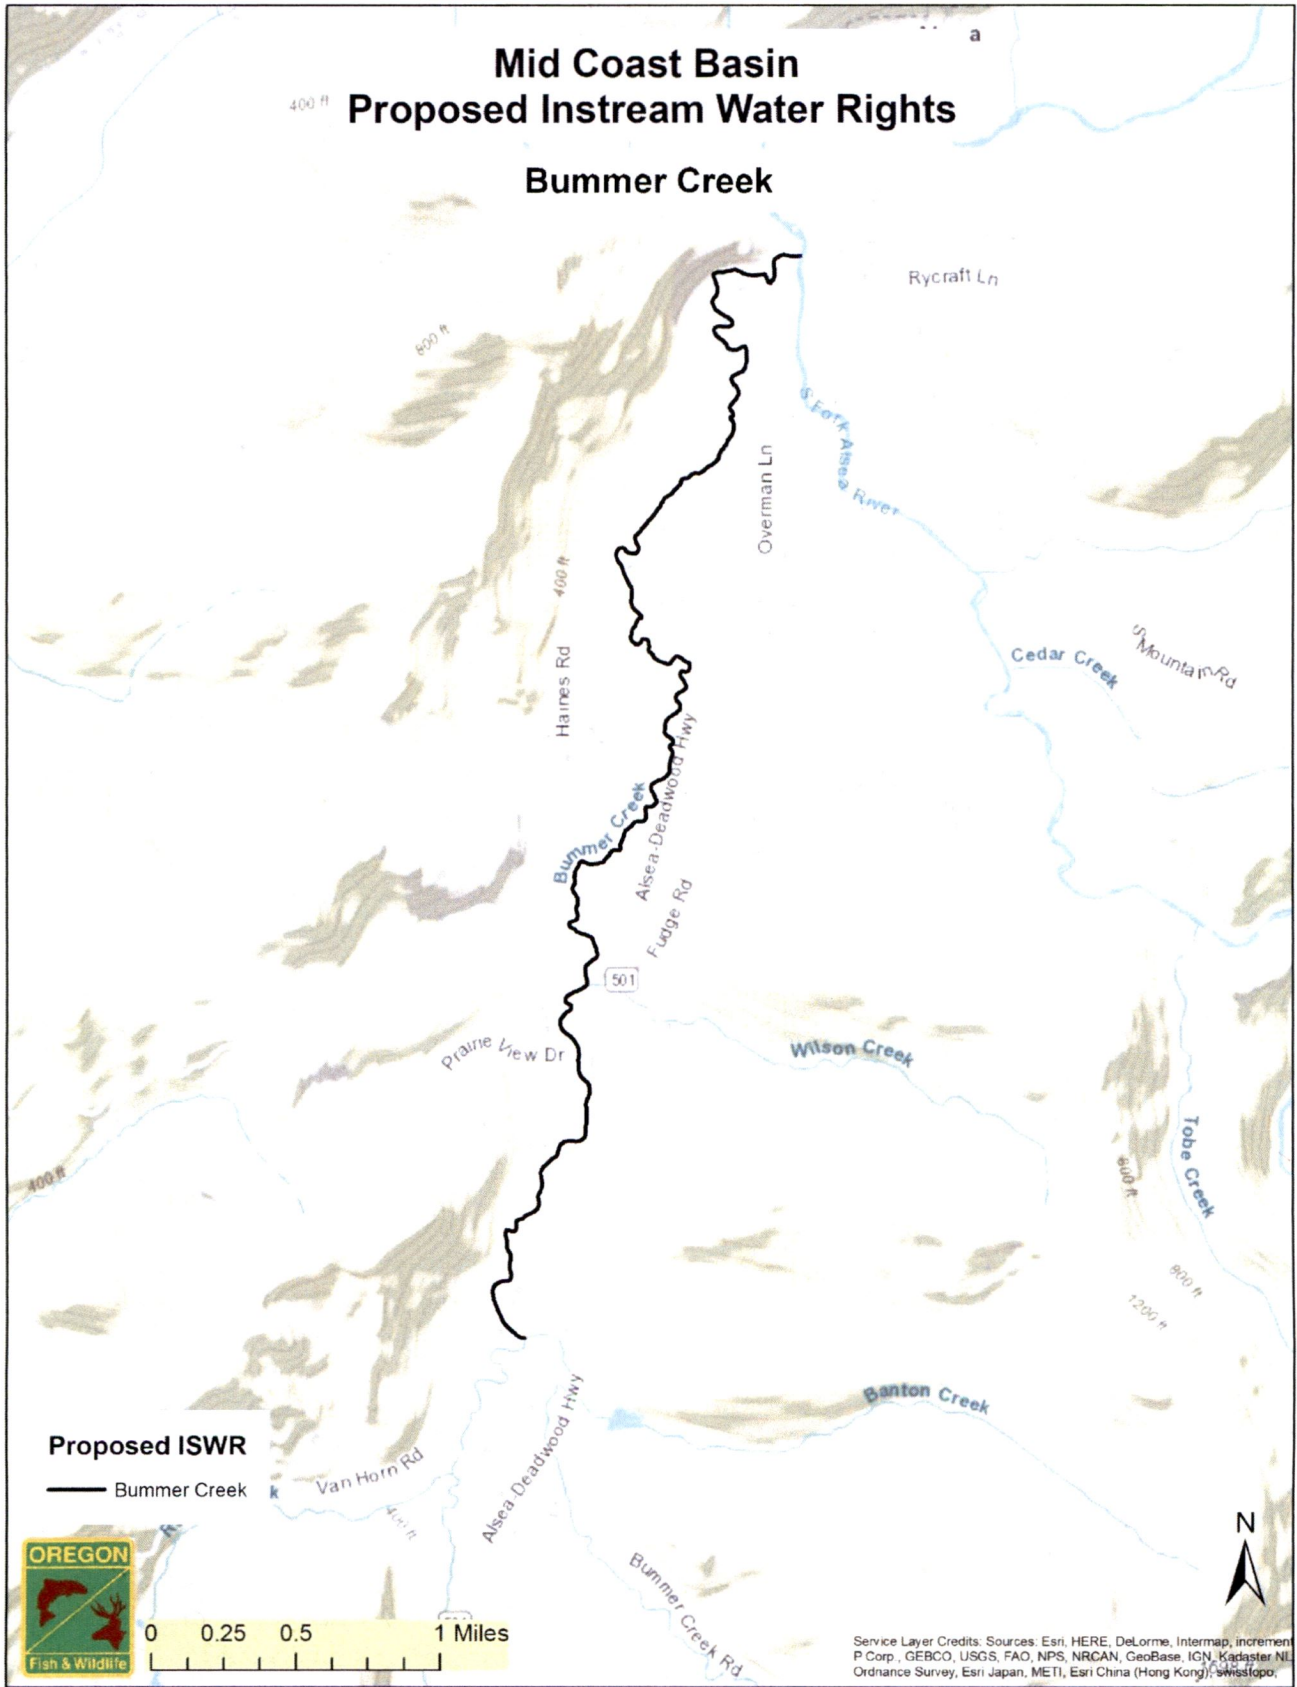 a
Mid Coast Basin
Proposed Instream Water Rights
400 ft
Bummer Creek
Rycraft Ln
800 ft
S Fork Alsea River
Overman Ln
400 ft
Haines Rd
Cedar Creek
S Mountain Rd
Alsea-Deadwood Hwy
Bummer Creek
Fudge Rd
501
Prairie View Dr
Wilson Creek
Tobe Creek
400 ft
800 ft
800 ft
1200 ft
Banton Creek
Alsea-Deadwood Hwy
Proposed ISWR
Bummer Creek
k
Van Horn Rd
400 ft
N
OREGON
Fish & Wildlife
Bummer Creek Rd
0 0.25 0.5 1 Miles
Service Layer Credits: Sources: Esri, HERE, DeLorme, Intermap, increment
P Corp., GEBCO, USGS, FAO, NPS, NRCAN, GeoBase, IGN, Kadaster NL,
Ordnance Survey, Esri Japan, METI, Esri China (Hong Kong), swisstopo,